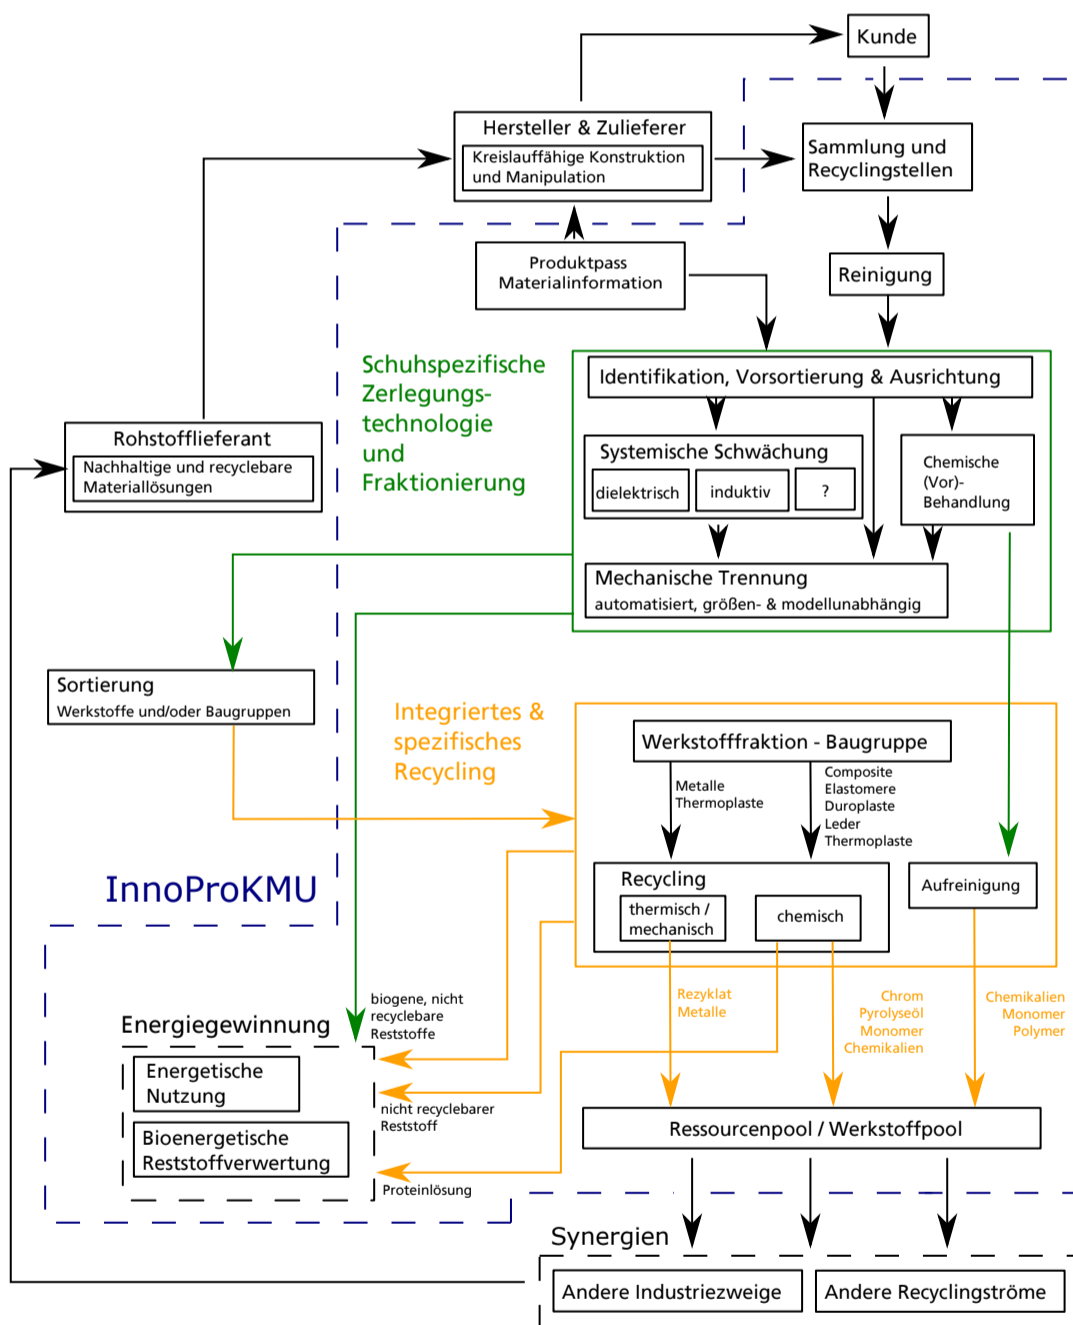 Kunde
Hersteller & Zulieferer
Kreislauffähige Konstruktion
und Manipulation
Sammlung und
Recyclingstellen
Produktpass
Materialinformation
Reinigung
Schuhspezifische
Zerlegungs-
technologie
und
Fraktionierung
Identifikation, Vorsortierung & Ausrichtung
Rohstofflieferant
Nachhaltige und recyclebare
Materiallösungen
Systemische Schwächung
dielektrisch
induktiv
?
Chemische
(Vor)-
Behandlung
Mechanische Trennung
automatisiert, größen- & modellunabhängig
Sortierung
Werkstoffe und/oder Baugruppen
Integriertes &
spezifisches
Recycling
Werkstofffraktion - Baugruppe
Metalle
Thermoplaste
Composite
Elastomere
Duroplaste
Leder
Thermoplaste
InnoProKMU
Recycling
thermisch /
mechanisch
chemisch
Aufreinigung
Rezyklat
Metalle
Chrom
Pyrolyseöl
Monomer
Chemikalien
Chemikalien
Monomer
Polymer
biogene, nicht
recyclebare
Reststoffe
Energiegewinnung
Energetische
Nutzung
nicht recyclebarer
Reststoff
Bioenergetische
Reststoffverwertung
Proteinlösung
Ressourcenpool / Werkstoffpool
Synergien
Andere Industriezweige
Andere Recyclingströme